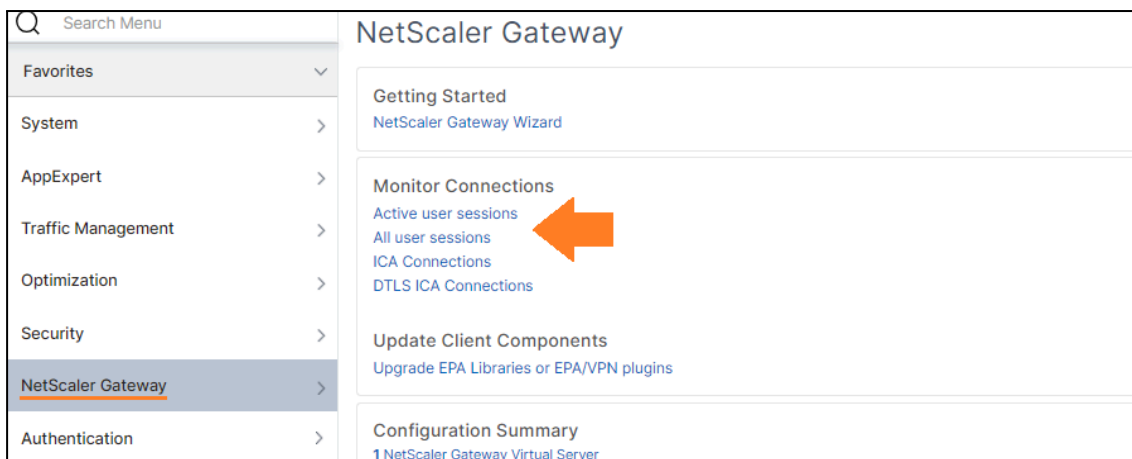 Search Menu
Favorites
System
AppExpert
Traffic Management
Optimization
Security
NetScaler Gateway
Authentication
NetScaler Gateway
Getting Started
NetScaler Gateway Wizard
Monitor Connections
Active user sessions
All user sessions
ICA Connections
DTLS ICA Connections
Update Client Components
Upgrade EPA Libraries or EPA/VPN plugins
Configuration Summary
1 NetScaler Gateway Virtual Server